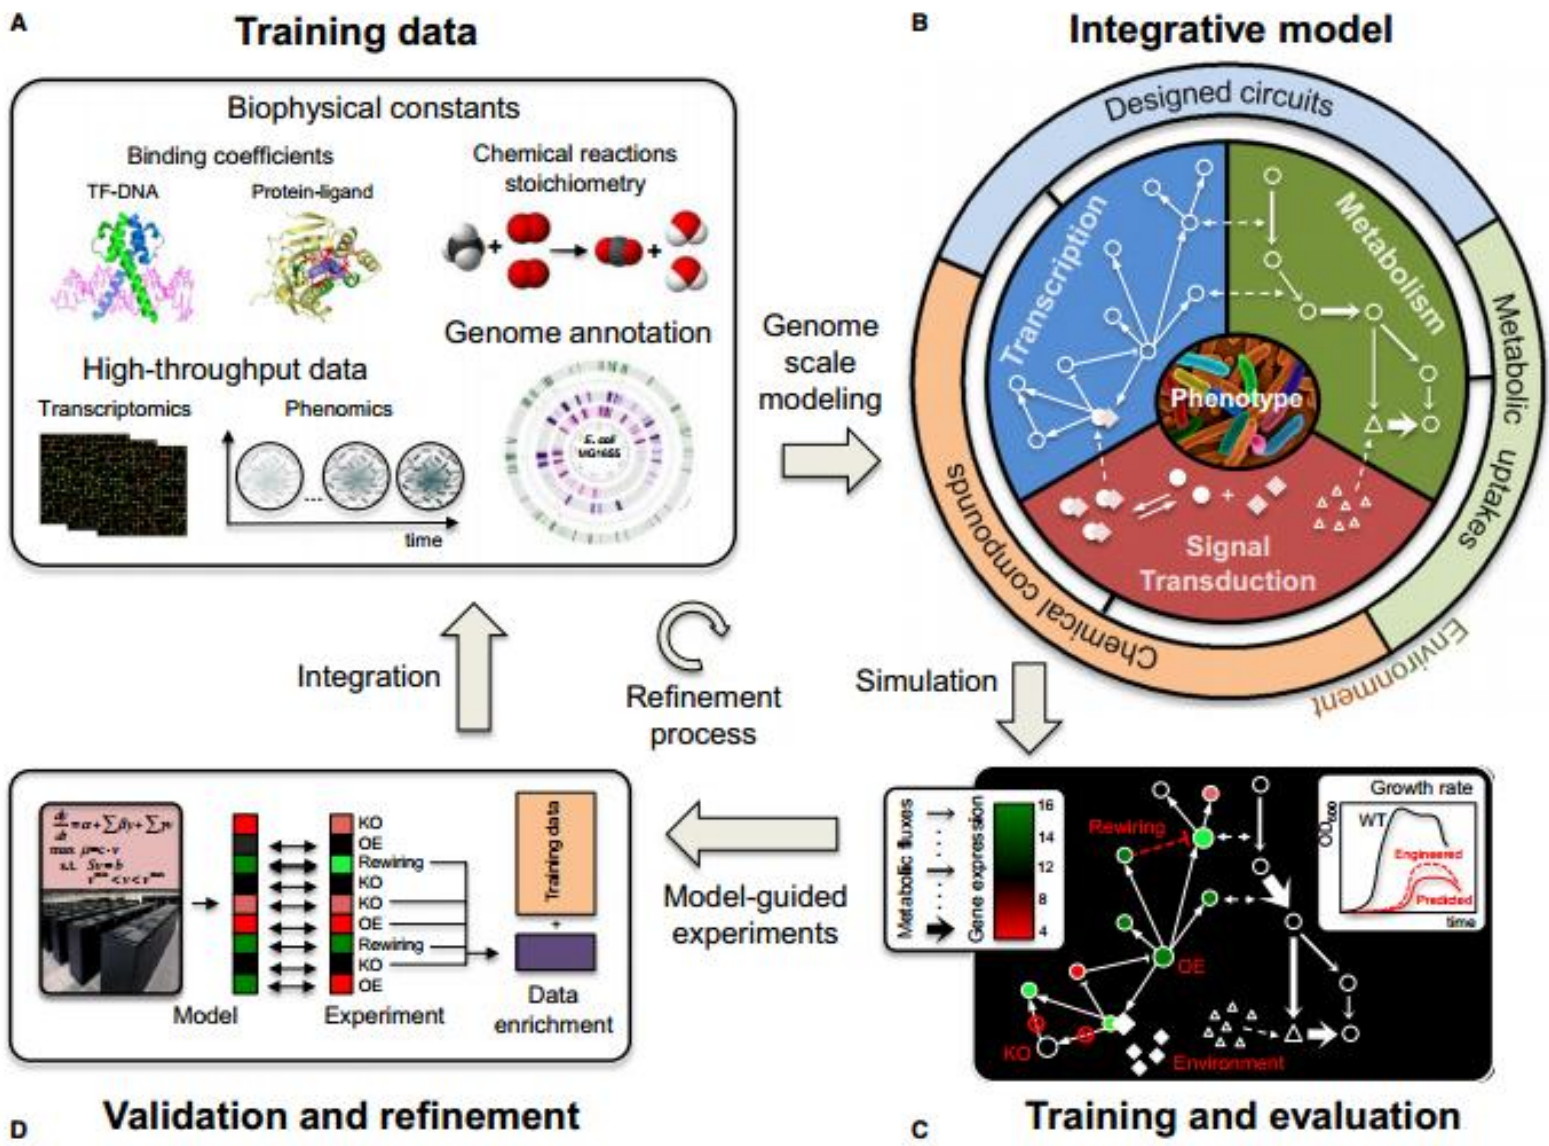 A
Training data
Biophysical constants
Binding coefficients
TF-DNA
Protein-ligand
Chemical reactions
stoichiometry
+
+
Genome annotation
E. coli
MG1655
High-throughput data
Transcriptomics
Phenomics
...
time
Genome
scale
modeling
B
Integrative model
Designed circuits
Transcription
Metabolism
Phenotype
Signal
Transduction
+
Metabolic uptakes
Chemical compounds
Environment
Integration
Refinement
process
Simulation
Model-guided
experiments
Metabolic fluxes
Gene expression
16
14
12
8
4
Rewiring
OE
KO
Environment
Growth rate
OD600
WT
Engineered
Predicted
time
C
Training and evaluation
max μ=c·v
s.t. Sv=b
Model
Experiment
KO
OE
Rewiring
KO
KO
OE
Rewiring
KO
OE
Training data
+
Data
enrichment
D
Validation and refinement